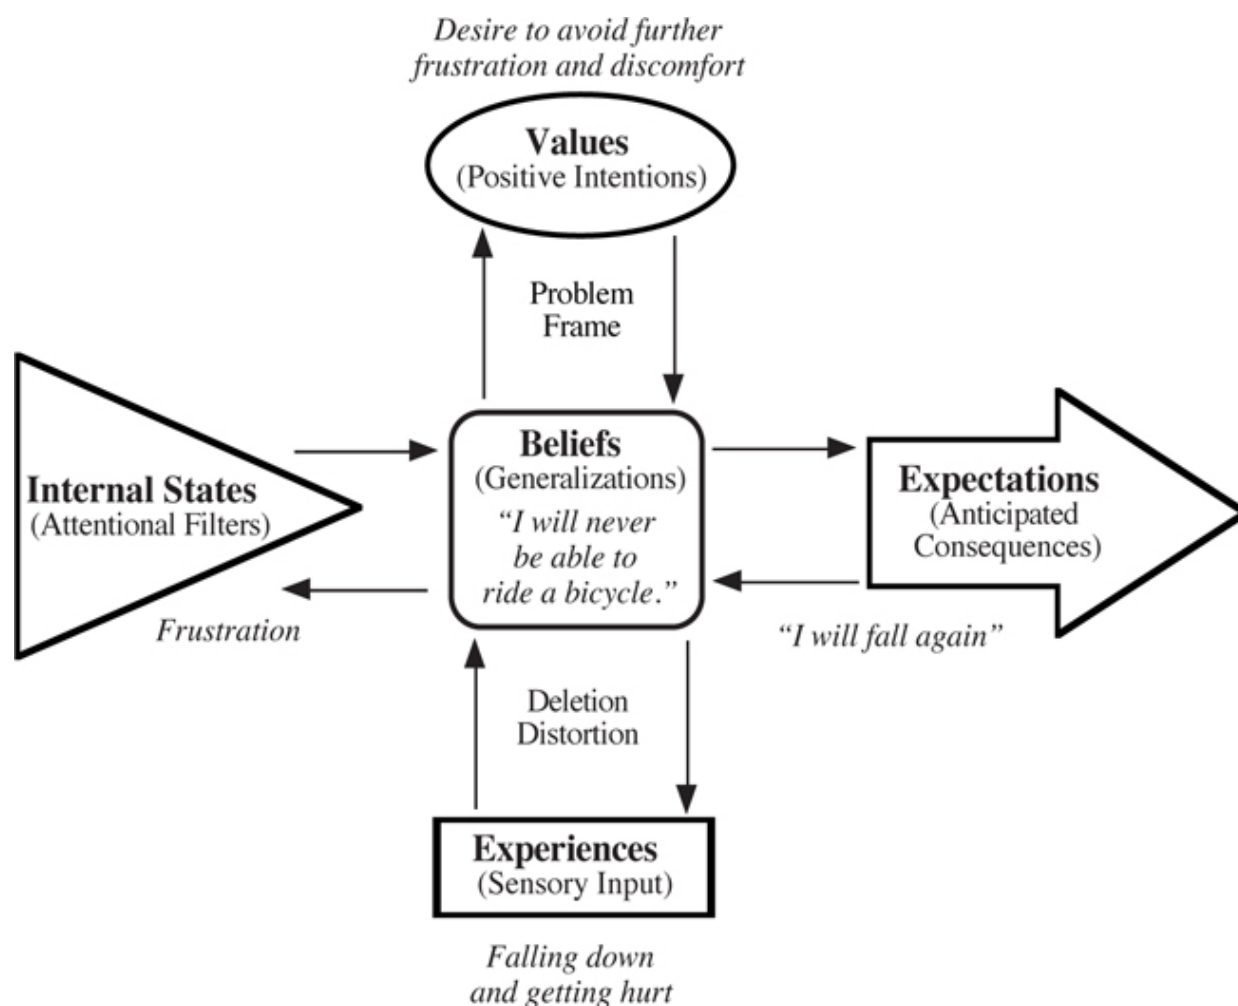 Desire to avoid further
frustration and discomfort
Values
(Positive Intentions)
Problem
Frame
Internal States
(Attentional Filters)
Frustration
Beliefs
(Generalizations)
“I will never
be able to
ride a bicycle.”
Expectations
(Anticipated
Consequences)
“I will fall again”
Deletion
Distortion
Experiences
(Sensory Input)
Falling down
and getting hurt